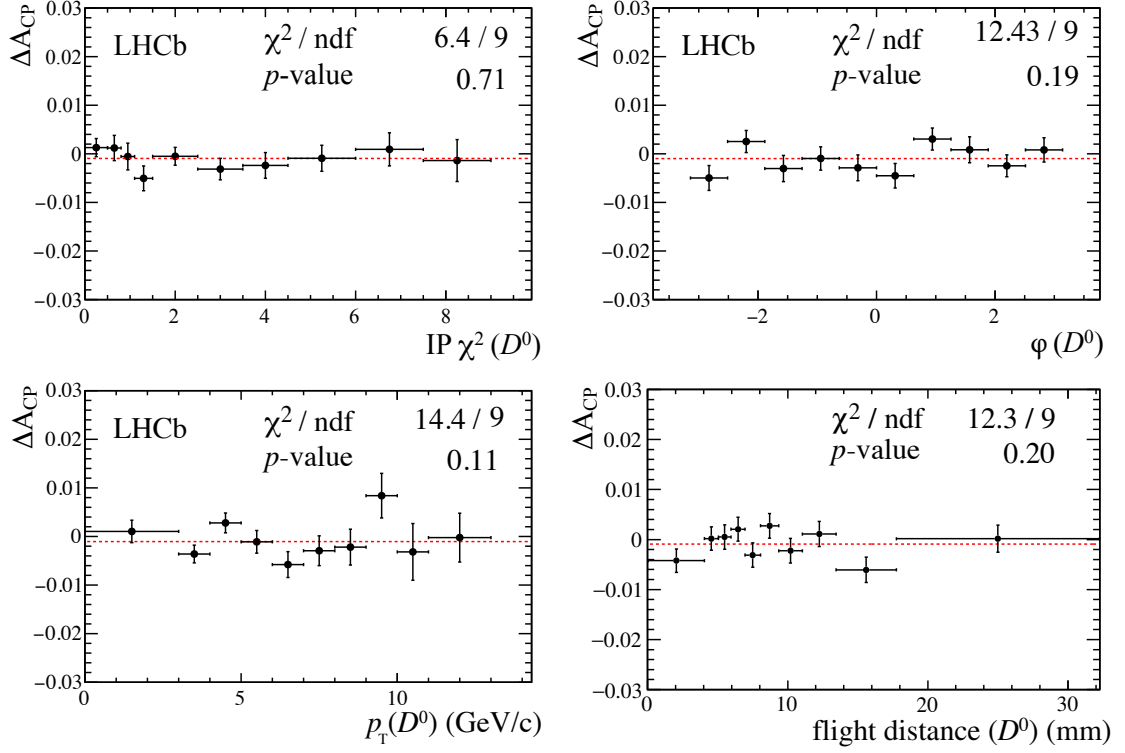 ΔA_CP
0.03
0.02
0.01
0
−0.01
−0.02
−0.03
LHCb
χ² / ndf 6.4 / 9
p-value 0.71
0 2 4 6 8
IP χ² (D⁰)
ΔA_CP
0.03
0.02
0.01
0
−0.01
−0.02
−0.03
LHCb
χ² / ndf 12.43 / 9
p-value 0.19
−2 0 2
φ (D⁰)
ΔA_CP
0.03
0.02
0.01
0
−0.01
−0.02
−0.03
LHCb
χ² / ndf 14.4 / 9
p-value 0.11
0 5 10
p_T(D⁰) (GeV/c)
ΔA_CP
0.03
0.02
0.01
0
−0.01
−0.02
−0.03
χ² / ndf 12.3 / 9
p-value 0.20
0 10 20 30
flight distance (D⁰) (mm)